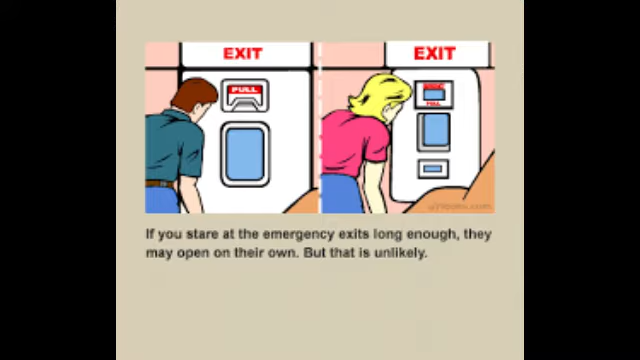 EXIT
EXIT
PULL
PULL
If you stare at the emergency exits long enough, they
may open on their own. But that is unlikely.